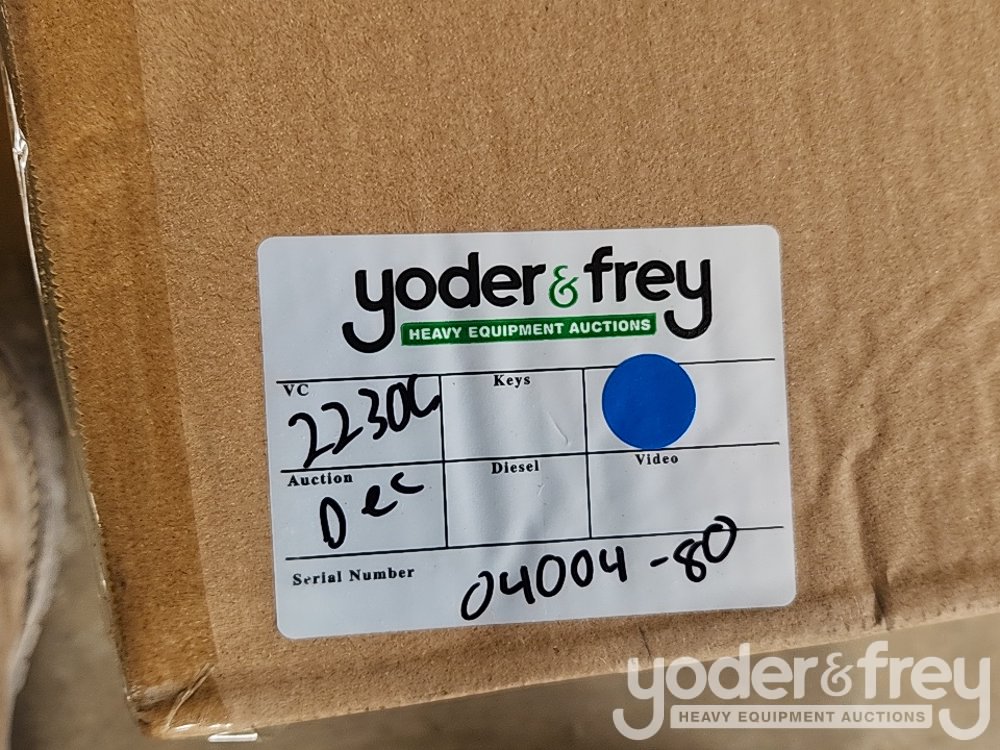 yoder & frey
HEAVY EQUIPMENT AUCTIONS
VC
2230C
Keys
Auction
Dec
Diesel
Video
Serial Number
04004-80
yoder & frey
HEAVY EQUIPMENT AUCTIONS